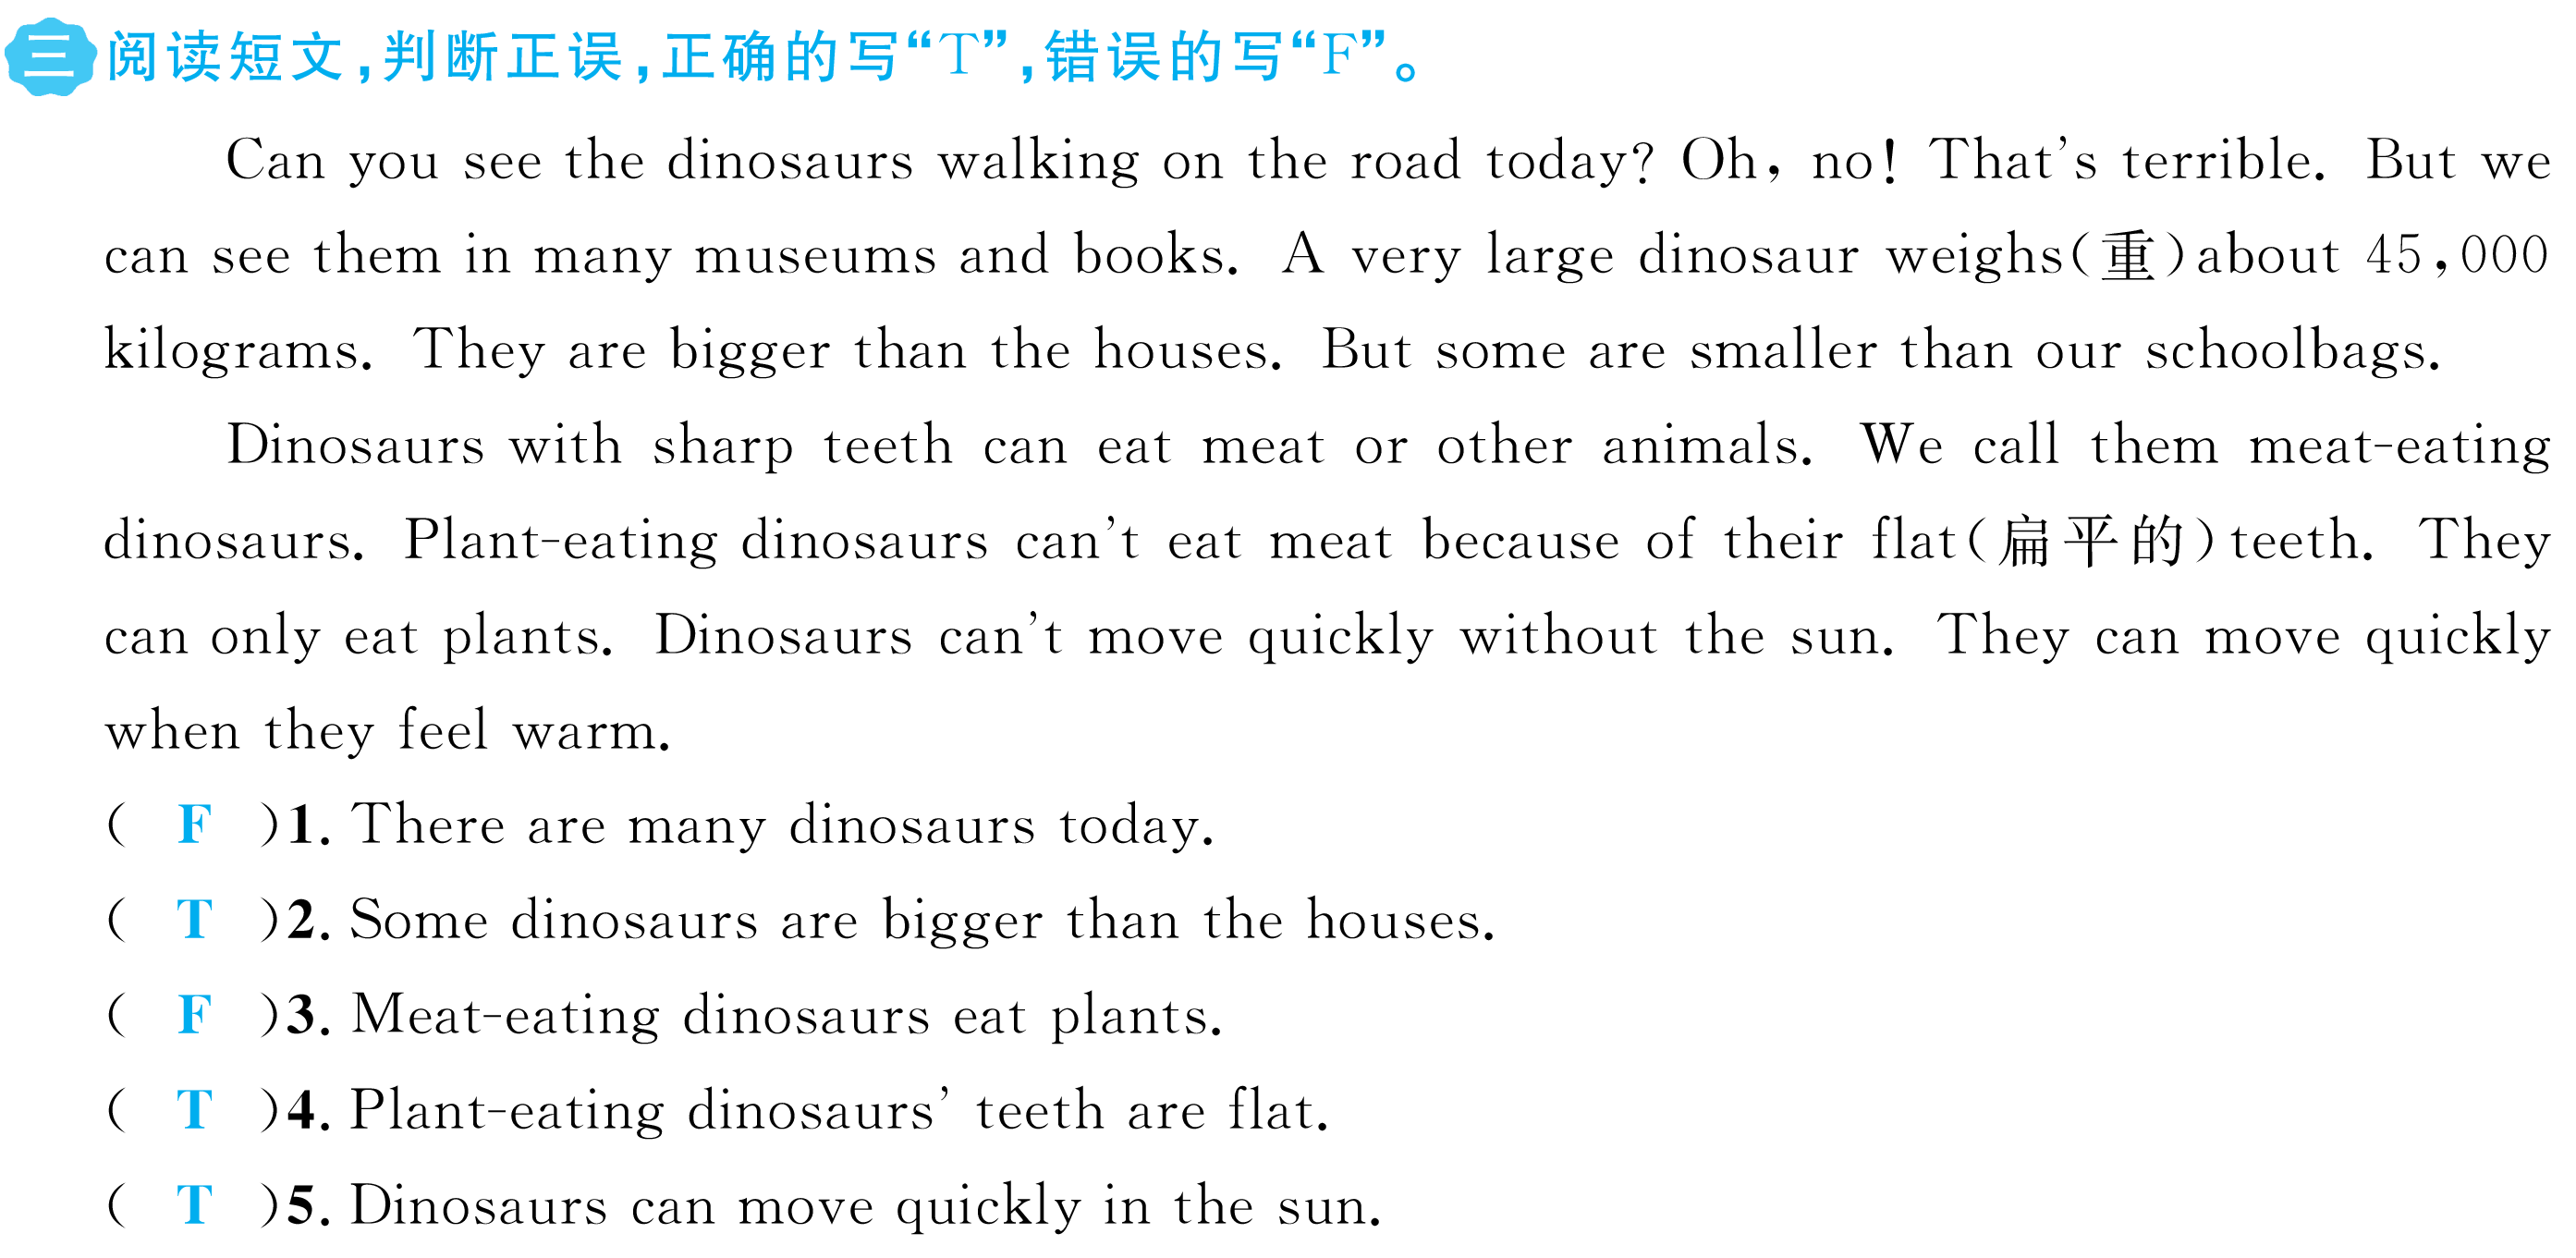 三 阅读短文,判断正误,正确的写“T”,错误的写“F”。
Can you see the dinosaurs walking on the road today? Oh, no! That’s terrible. But we
can see them in many museums and books. A very large dinosaur weighs(重)about 45,000
kilograms. They are bigger than the houses. But some are smaller than our schoolbags.
Dinosaurs with sharp teeth can eat meat or other animals. We call them meat-eating
dinosaurs. Plant-eating dinosaurs can’t eat meat because of their flat(扁平的)teeth. They
can only eat plants. Dinosaurs can’t move quickly without the sun. They can move quickly
when they feel warm.
( F )1. There are many dinosaurs today.
( T )2. Some dinosaurs are bigger than the houses.
( F )3. Meat-eating dinosaurs eat plants.
( T )4. Plant-eating dinosaurs’ teeth are flat.
( T )5. Dinosaurs can move quickly in the sun.